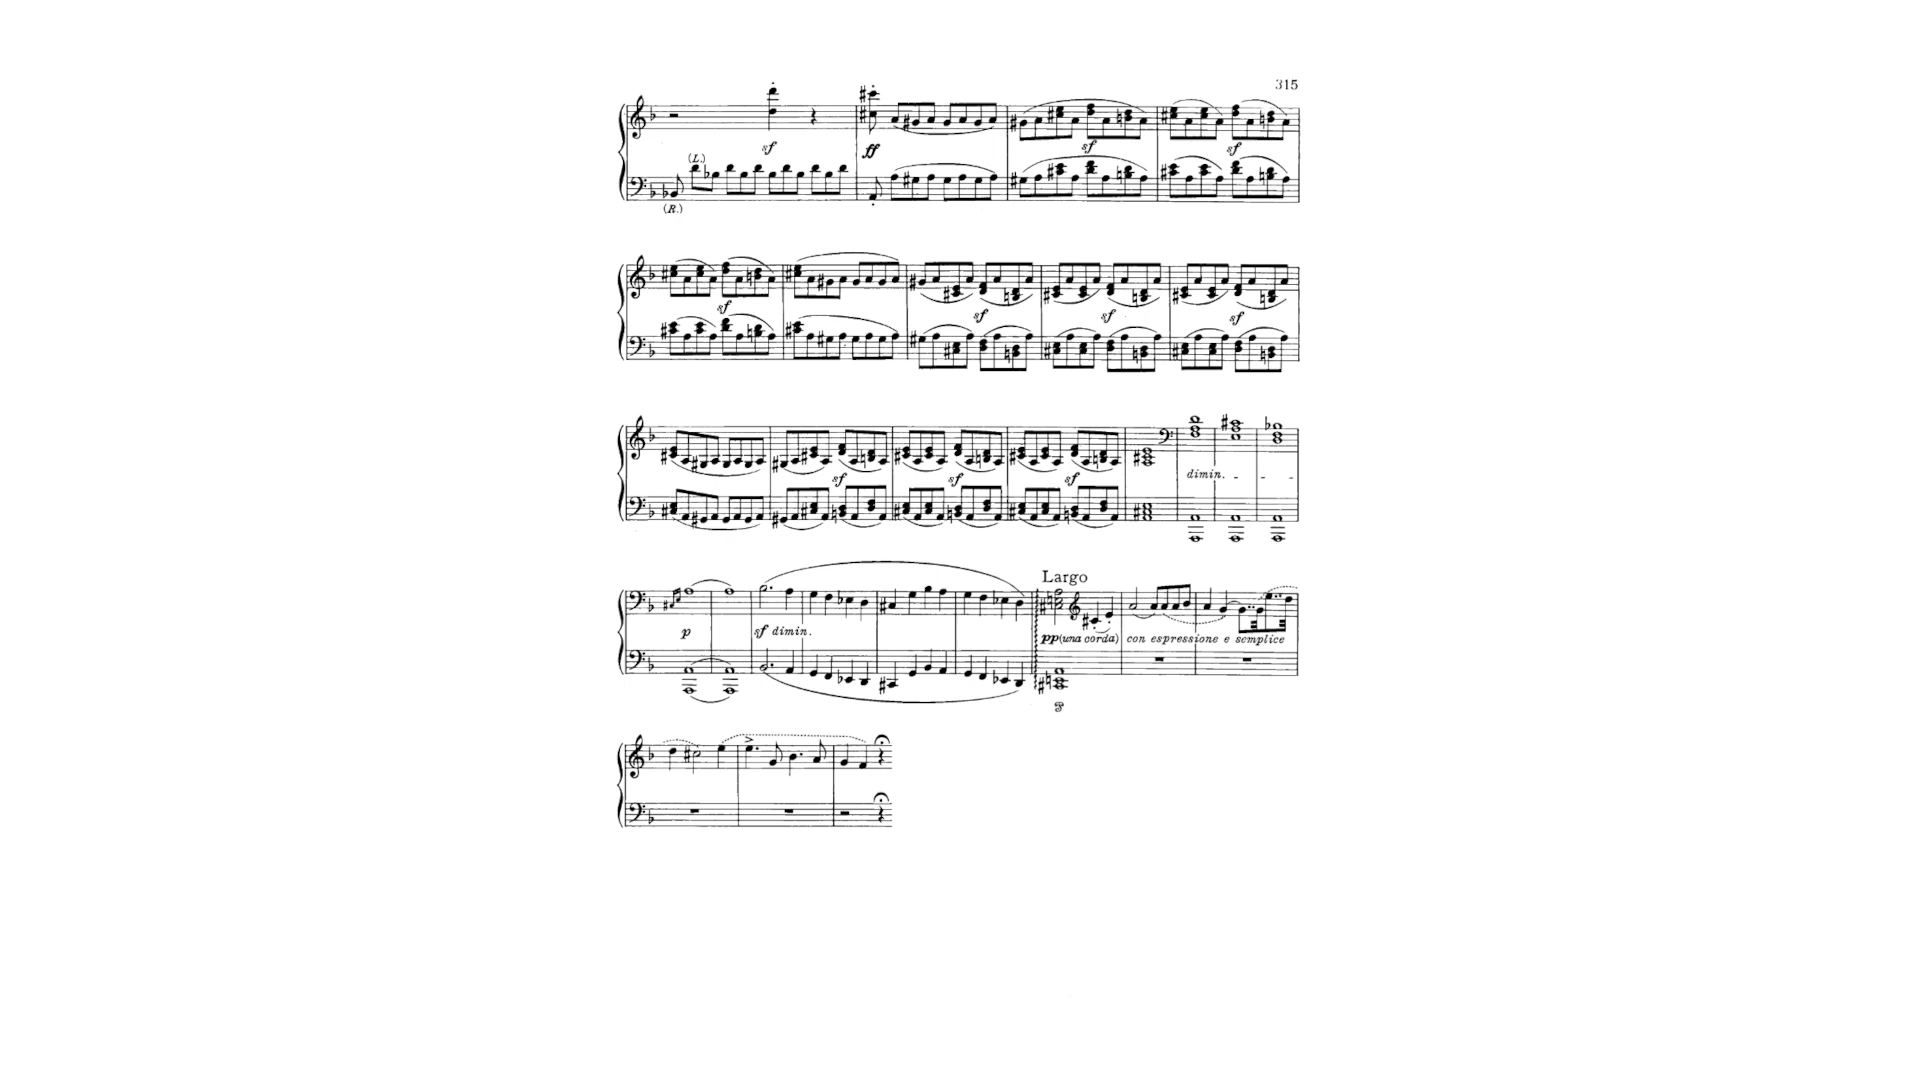 315
(L.)
sf ff sf sf
(R.)
sf sf sf sf
dimin.
sf sf sf
Largo
p sf dimin. pp (una corda) con espressione e semplice